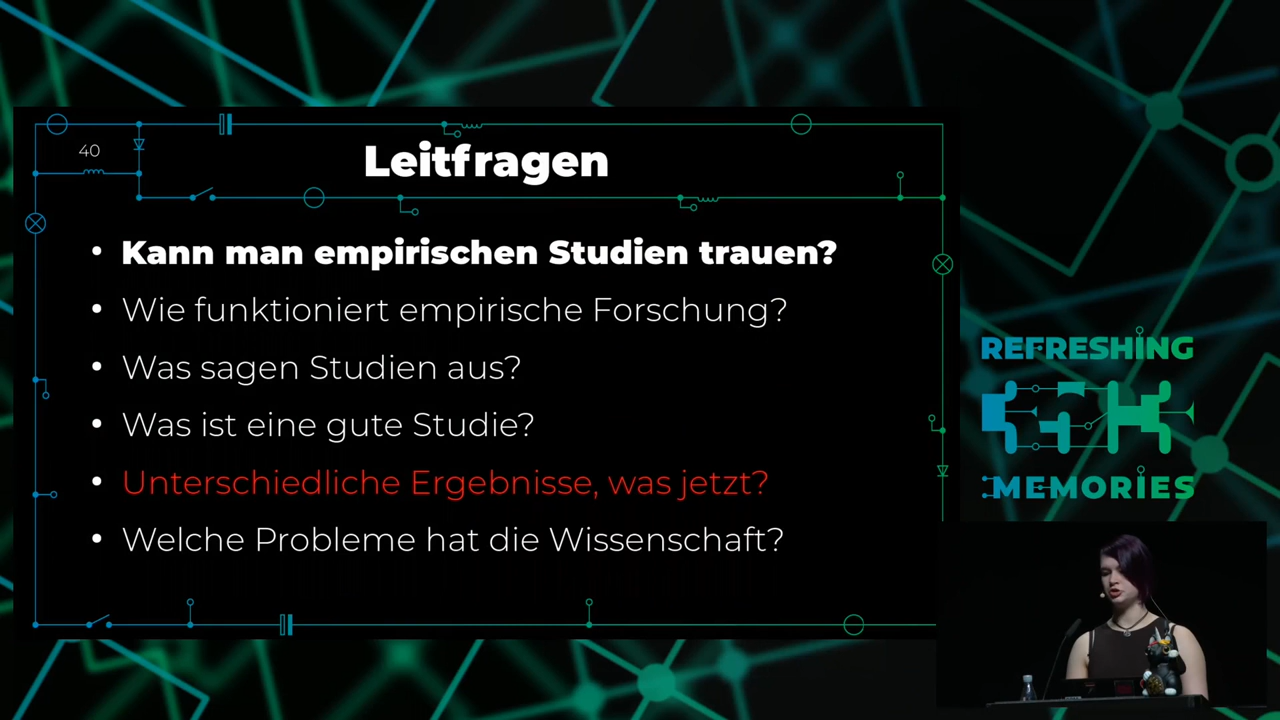 40
Leitfragen
• Kann man empirischen Studien trauen?
• Wie funktioniert empirische Forschung?
• Was sagen Studien aus?
• Was ist eine gute Studie?
• Unterschiedliche Ergebnisse, was jetzt?
• Welche Probleme hat die Wissenschaft?
REFRESHING
MEMORIES